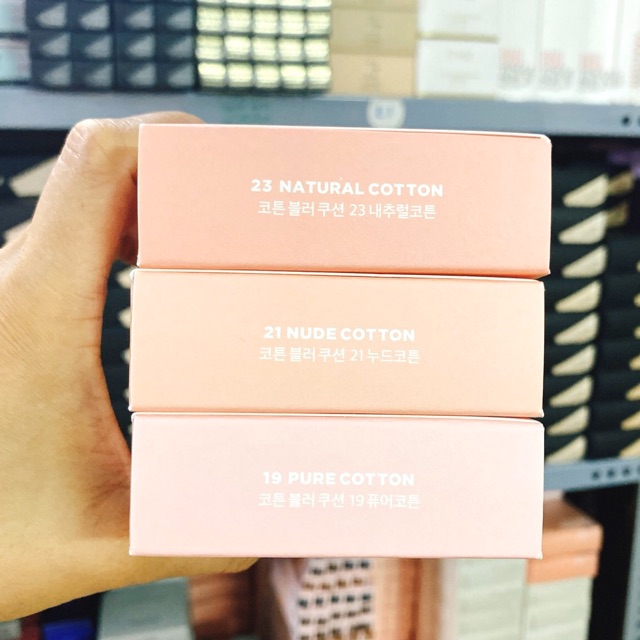 23 NATURAL COTTON
코튼 블러 쿠션 23 내추럴코튼
21 NUDE COTTON
코튼 블러 쿠션 21 누드코튼
19 PURE COTTON
코튼 블러 쿠션 19 퓨어코튼